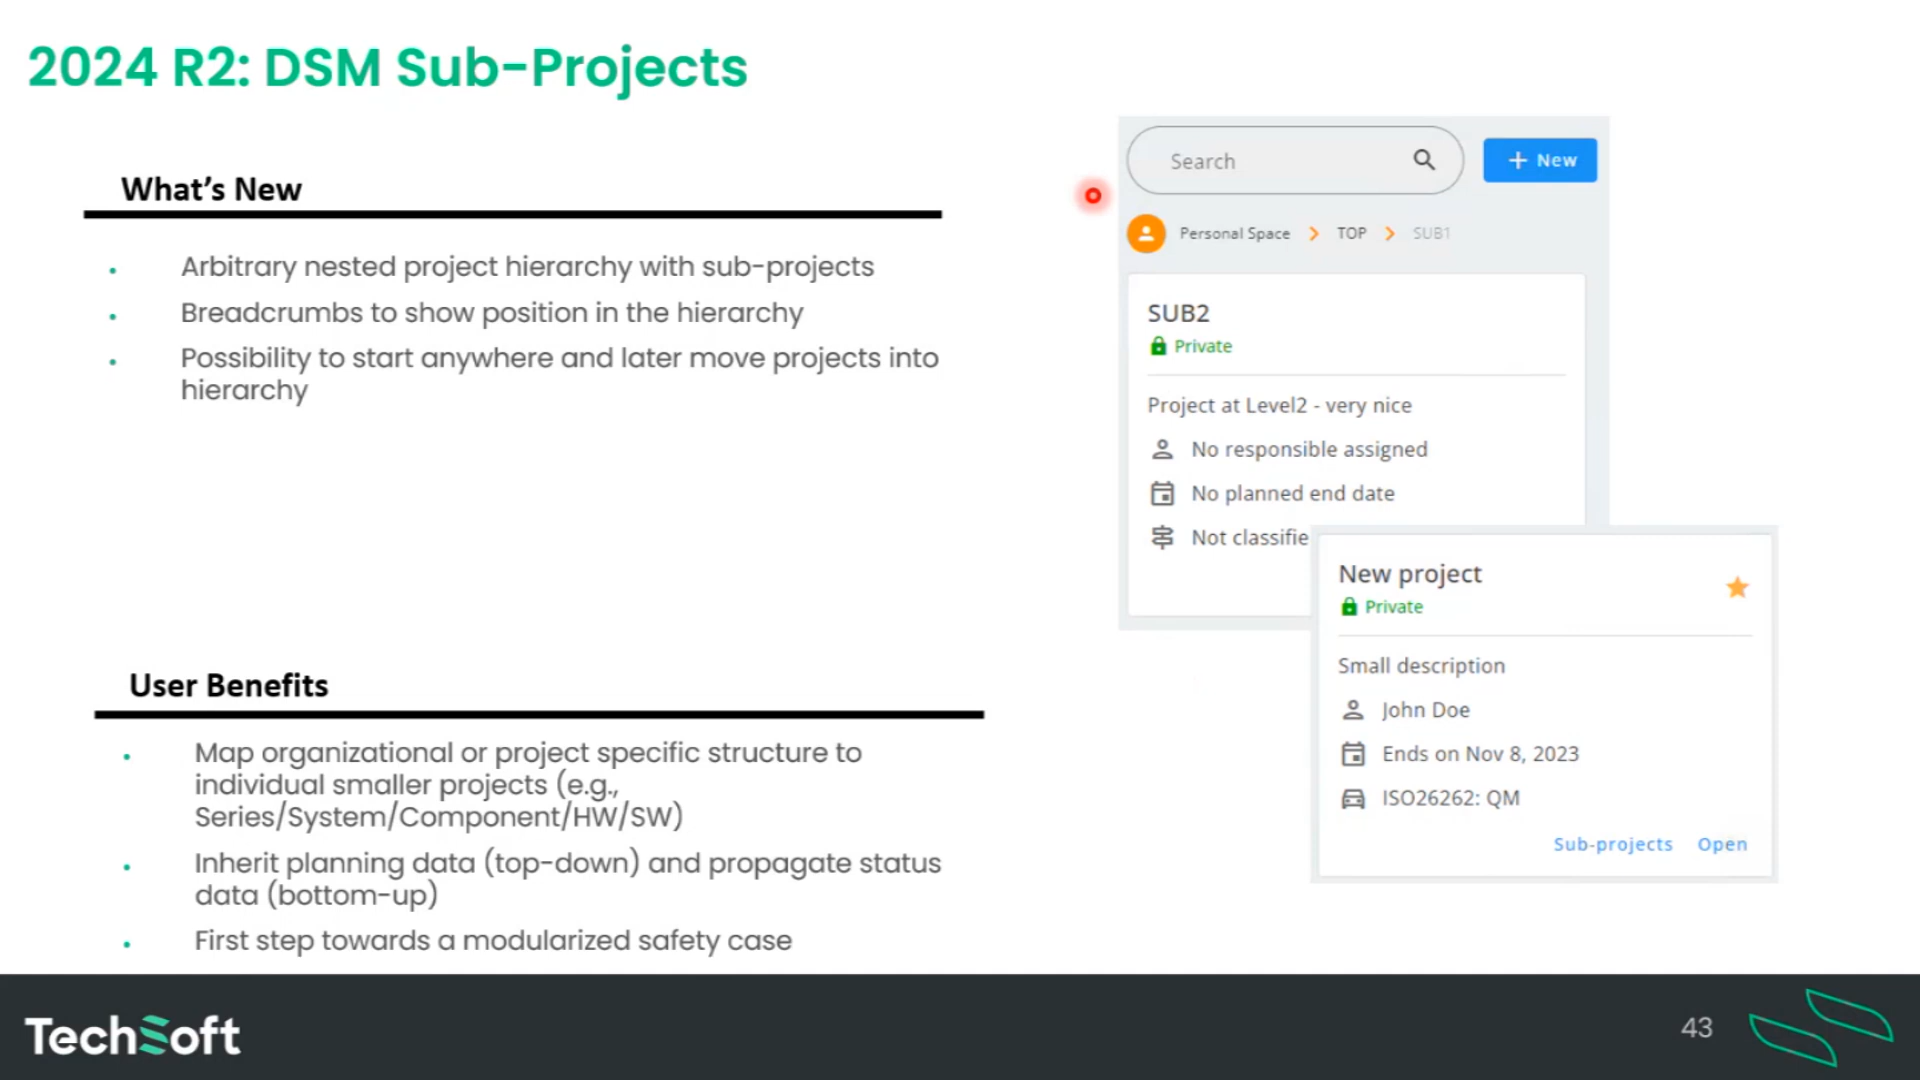 2024 R2: DSM Sub-Projects
What's New
Arbitrary nested project hierarchy with sub-projects
Breadcrumbs to show position in the hierarchy
Possibility to start anywhere and later move projects into
hierarchy
User Benefits
Map organizational or project specific structure to
individual smaller projects (e.g.,
Series/System/Component/HW/SW)
Inherit planning data (top-down) and propagate status
data (bottom-up)
First step towards a modularized safety case
Search
+ New
Personal Space > TOP > SUB1
SUB2
Private
Project at Level2 - very nice
No responsible assigned
No planned end date
Not classifie
New project
Private
Small description
John Doe
Ends on Nov 8, 2023
ISO26262: QM
Sub-projects Open
TechSoft
43